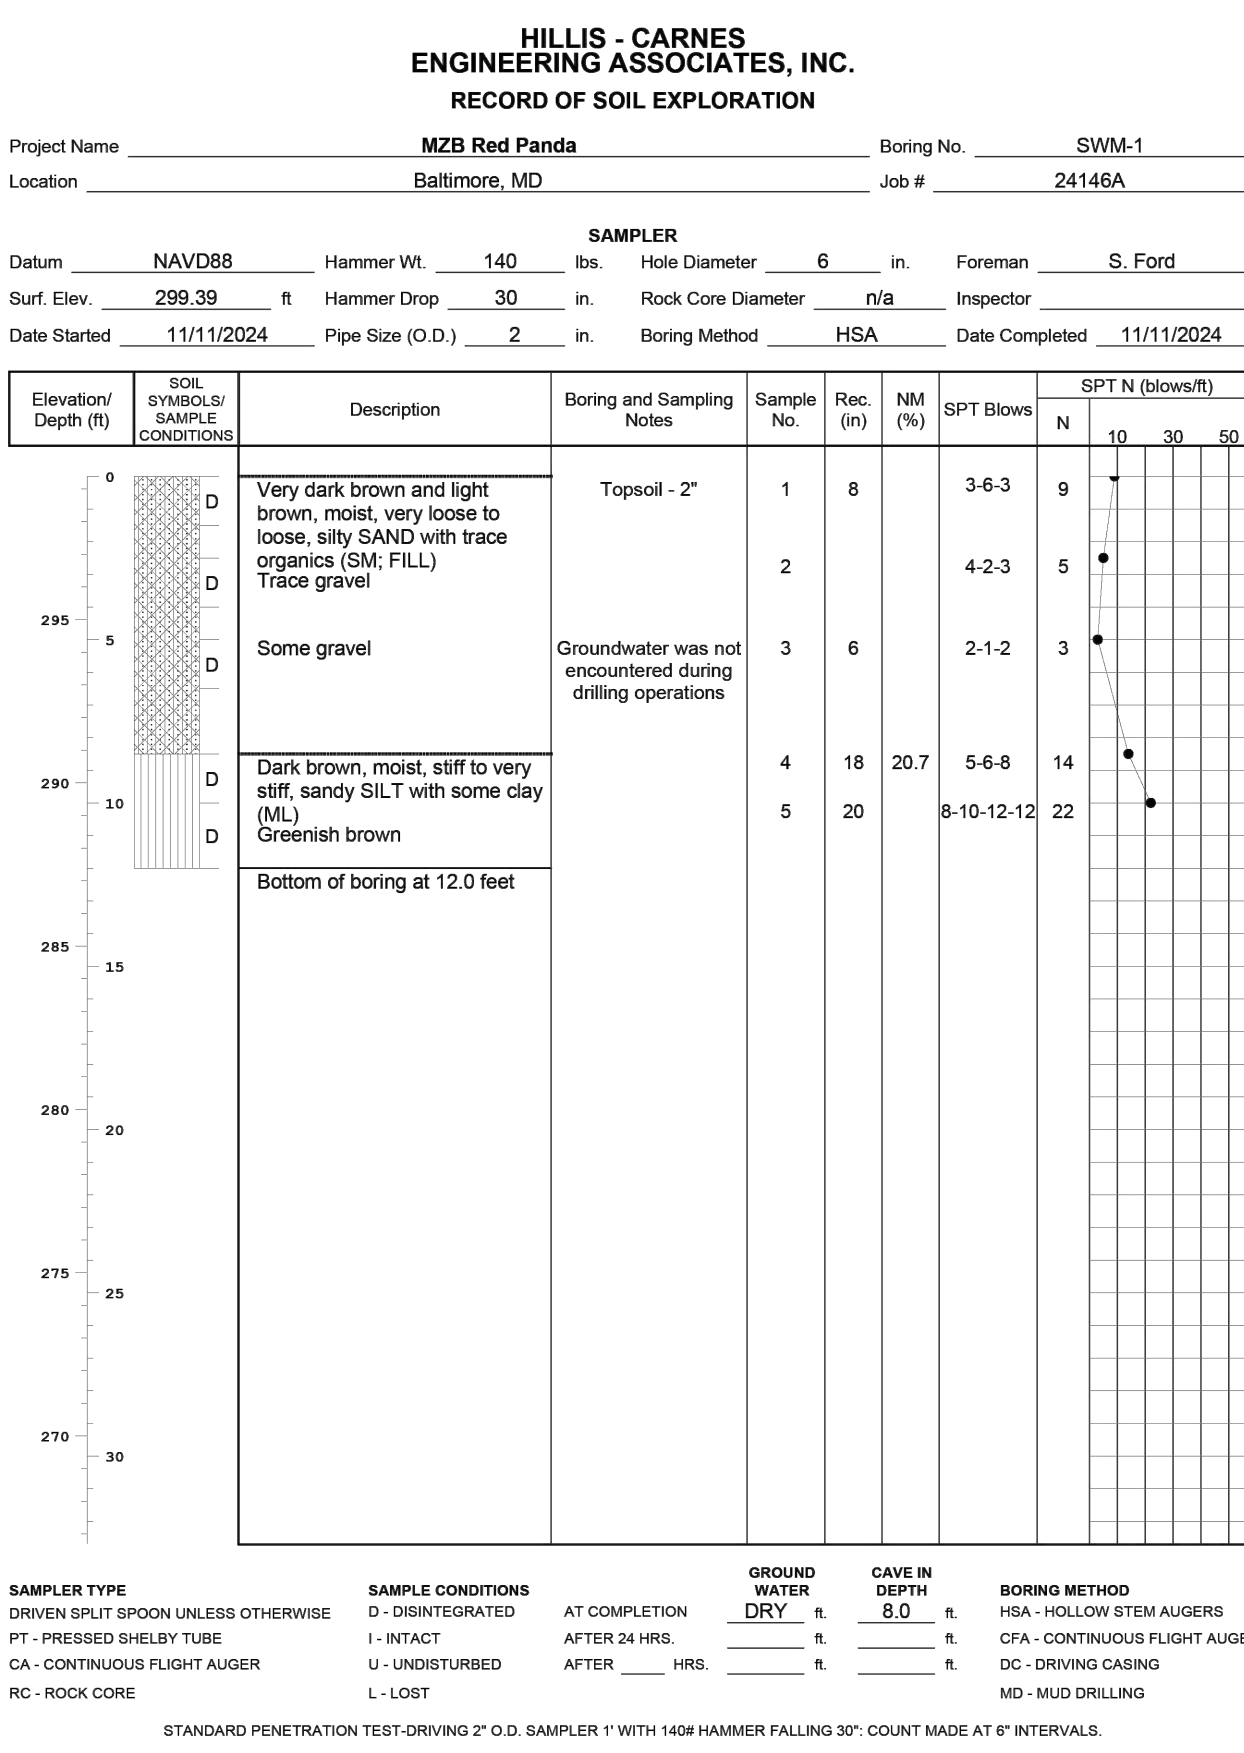 HILLIS - CARNES
ENGINEERING ASSOCIATES, INC.
RECORD OF SOIL EXPLORATION
Project Name MZB Red Panda Boring No. SWM-1
Location Baltimore, MD Job # 24146A
SAMPLER
Datum NAVD88 Hammer Wt. 140 lbs. Hole Diameter 6 in. Foreman S. Ford
Surf. Elev. 299.39 ft Hammer Drop 30 in. Rock Core Diameter n/a Inspector
Date Started 11/11/2024 Pipe Size (O.D.) 2 in. Boring Method HSA Date Completed 11/11/2024
Elevation/
Depth (ft)
SOIL
SYMBOLS/
SAMPLE
CONDITIONS
Description
Boring and Sampling
Notes
Sample
No.
Rec.
(in)
NM
(%)
SPT Blows
SPT N (blows/ft)
N
10 30 50
0
D
Very dark brown and light
brown, moist, very loose to
loose, silty SAND with trace
organics (SM; FILL)
Topsoil - 2" 1 8 3-6-3 9
D
Trace gravel
2 4-2-3 5
295
5
D
Some gravel
Groundwater was not
encountered during
drilling operations
3 6 2-1-2 3
290
D
Dark brown, moist, stiff to very
stiff, sandy SILT with some clay
(ML)
4 18 20.7 5-6-8 14
10
D
Greenish brown
5 20 8-10-12-12 22
Bottom of boring at 12.0 feet
285
15
280
20
275
25
270
30
SAMPLER TYPE
DRIVEN SPLIT SPOON UNLESS OTHERWISE
PT - PRESSED SHELBY TUBE
CA - CONTINUOUS FLIGHT AUGER
RC - ROCK CORE
SAMPLE CONDITIONS
D - DISINTEGRATED
I - INTACT
U - UNDISTURBED
L - LOST
GROUND
WATER
CAVE IN
DEPTH
AT COMPLETION DRY ft. 8.0 ft.
AFTER 24 HRS. ft. ft.
AFTER HRS. ft. ft.
BORING METHOD
HSA - HOLLOW STEM AUGERS
CFA - CONTINUOUS FLIGHT AUGE
DC - DRIVING CASING
MD - MUD DRILLING
STANDARD PENETRATION TEST-DRIVING 2" O.D. SAMPLER 1' WITH 140# HAMMER FALLING 30": COUNT MADE AT 6" INTERVALS.